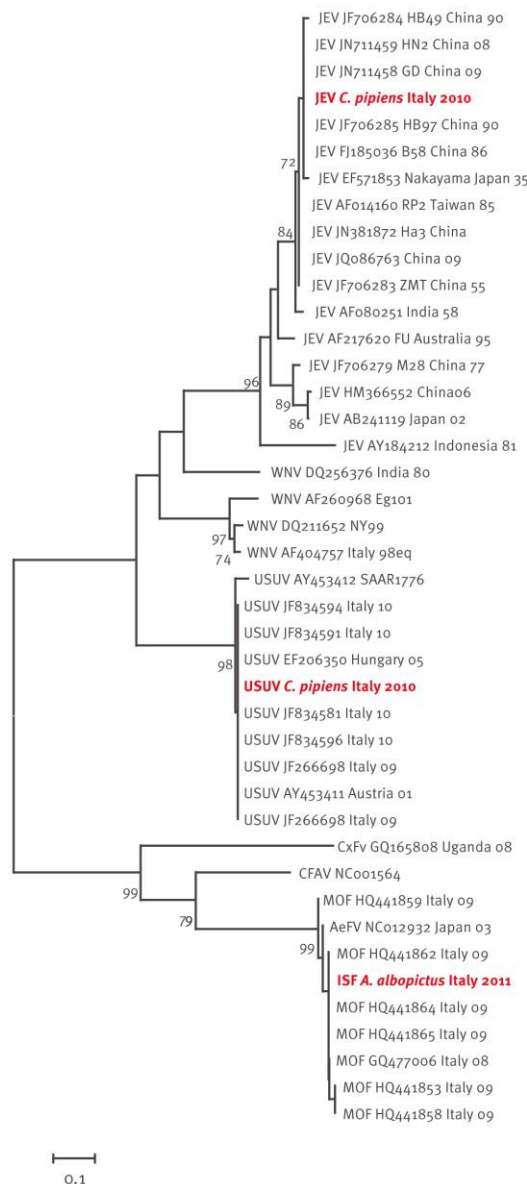 JEV JF706284 HB49 China 90
JEV JN711459 HN2 China 08
JEV JN711458 GD China 09
JEV C. pipiens Italy 2010
JEV JF706285 HB97 China 90
JEV FJ185036 B58 China 86
72
JEV EF571853 Nakayama Japan 35
JEV AF014160 RP2 Taiwan 85
84
JEV JN381872 Ha3 China
JEV JQ086763 China 09
JEV JF706283 ZMT China 55
JEV AF080251 India 58
JEV AF217620 FU Australia 95
JEV JF706279 M28 China 77
96
JEV HM366552 China06
89
JEV AB241119 Japan 02
86
JEV AY184212 Indonesia 81
WNV DQ256376 India 80
WNV AF260968 Eg101
WNV DQ211652 NY99
97
WNV AF404757 Italy 98eq
74
USUV AY453412 SAAR1776
USUV JF834594 Italy 10
USUV JF834591 Italy 10
USUV EF206350 Hungary 05
98
USUV C. pipiens Italy 2010
USUV JF834581 Italy 10
USUV JF834596 Italy 10
USUV JF266698 Italy 09
USUV AY453411 Austria 01
USUV JF266698 Italy 09
CxFv GQ165808 Uganda 08
CFAV NC001564
99
MOF HQ441859 Italy 09
79
AeFV NC012932 Japan 03
99
MOF HQ441862 Italy 09
ISF A. albopictus Italy 2011
MOF HQ441864 Italy 09
MOF HQ441865 Italy 09
MOF GQ477006 Italy 08
MOF HQ441853 Italy 09
MOF HQ441858 Italy 09
0.1